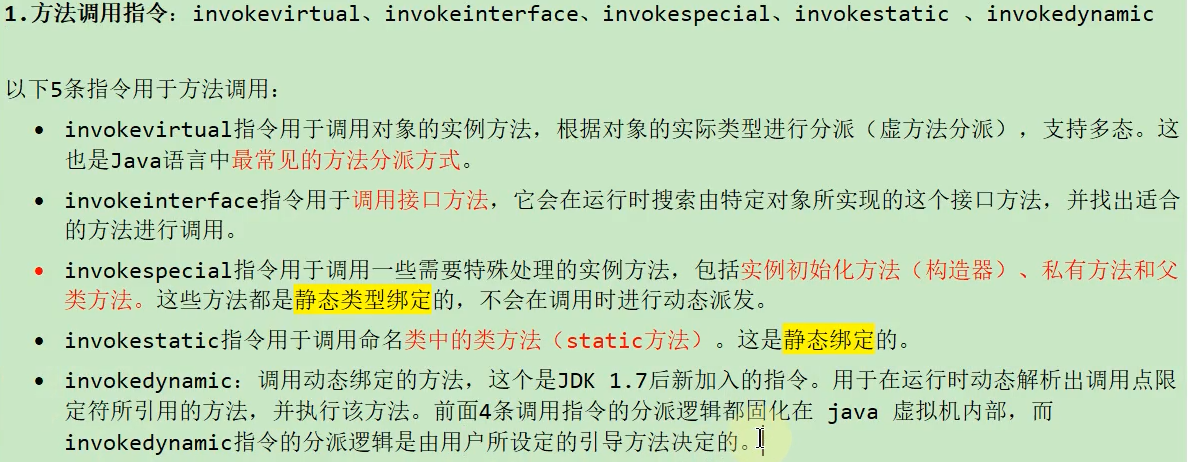 1.方法调用指令：invokevirtual、invokeinterface、invokespecial、invokestatic 、invokedynamic
以下5条指令用于方法调用：
• invokevirtual指令用于调用对象的实例方法，根据对象的实际类型进行分派（虚方法分派），支持多态。这
也是Java语言中最常见的方法分派方式。
• invokeinterface指令用于调用接口方法，它会在运行时搜索由特定对象所实现的这个接口方法，并找出适合
的方法进行调用。
• invokespecial指令用于调用一些需要特殊处理的实例方法，包括实例初始化方法（构造器）、私有方法和父
类方法。这些方法都是静态类型绑定的，不会在调用时进行动态派发。
• invokestatic指令用于调用命名类中的类方法（static方法）。这是静态绑定的。
• invokedynamic：调用动态绑定的方法，这个是JDK 1.7后新加入的指令。用于在运行时动态解析出调用点限
定符所引用的方法，并执行该方法。前面4条调用指令的分派逻辑都固化在 java 虚拟机内部，而
invokedynamic指令的分派逻辑是由用户所设定的引导方法决定的。